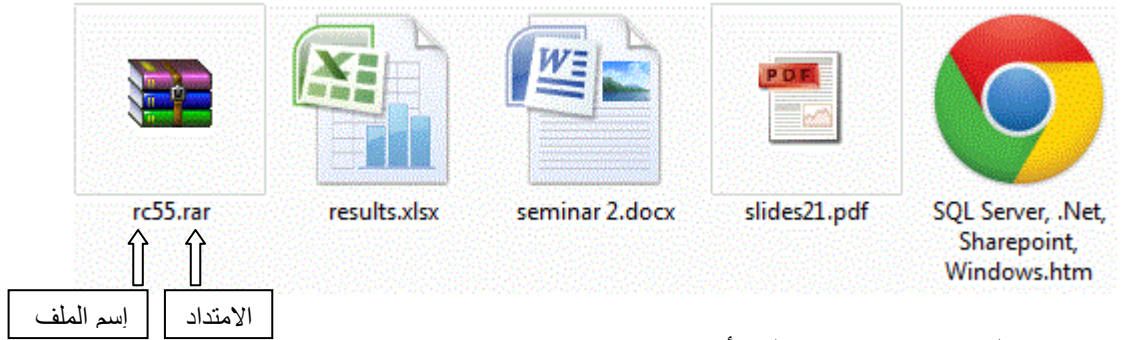 PDF
W
rc55.rar
results.xlsx
seminar 2.docx
slides21.pdf
SQL Server, .Net,
Sharepoint,
Windows.htm
إسم الملف
الامتداد